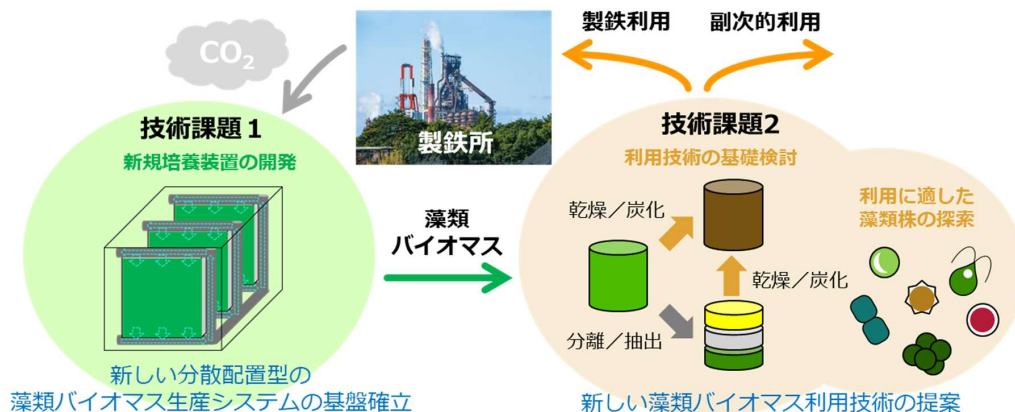 CO2
製鉄所
製鉄利用
副次的利用
技術課題1
新規培養装置の開発
新しい分散配置型の
藻類バイオマス生産システムの基盤確立
藻類
バイオマス
技術課題2
利用技術の基礎検討
乾燥／炭化
乾燥／炭化
分離／抽出
利用に適した
藻類株の探索
新しい藻類バイオマス利用技術の提案